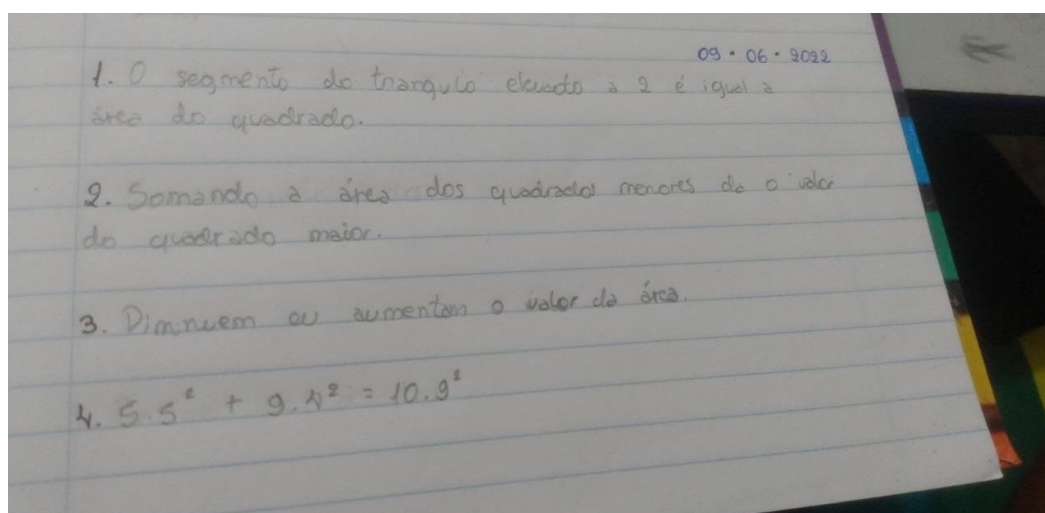 09 · 06 · 2022
1. O segmento do triangulo elevado a 2 é igual a
área do quadrado.
2. Somando a área dos quadrados menores da o valor
do quadrado maior.
3. Diminuem ou aumentam o valor da área.
4. 5.5² + 9.4² = 10.9²